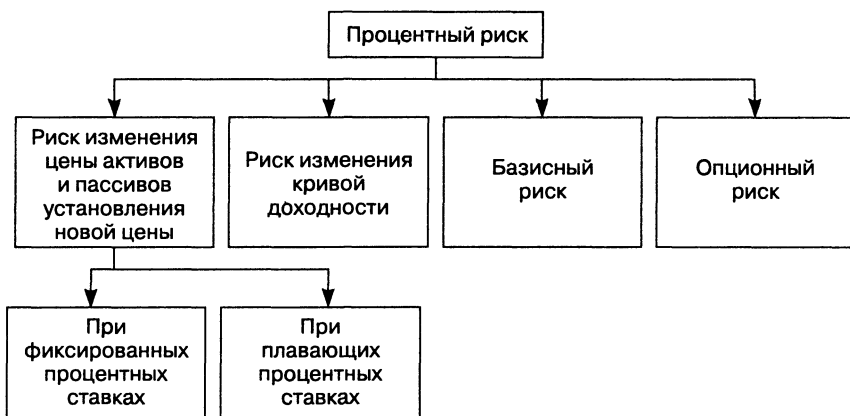 Процентный риск
Риск изменения
цены активов
и пассивов
установления
новой цены
Риск изменения
кривой
доходности
Базисный
риск
Опционный
риск
При
фиксированных
процентных
ставках
При
плавающих
процентных
ставках